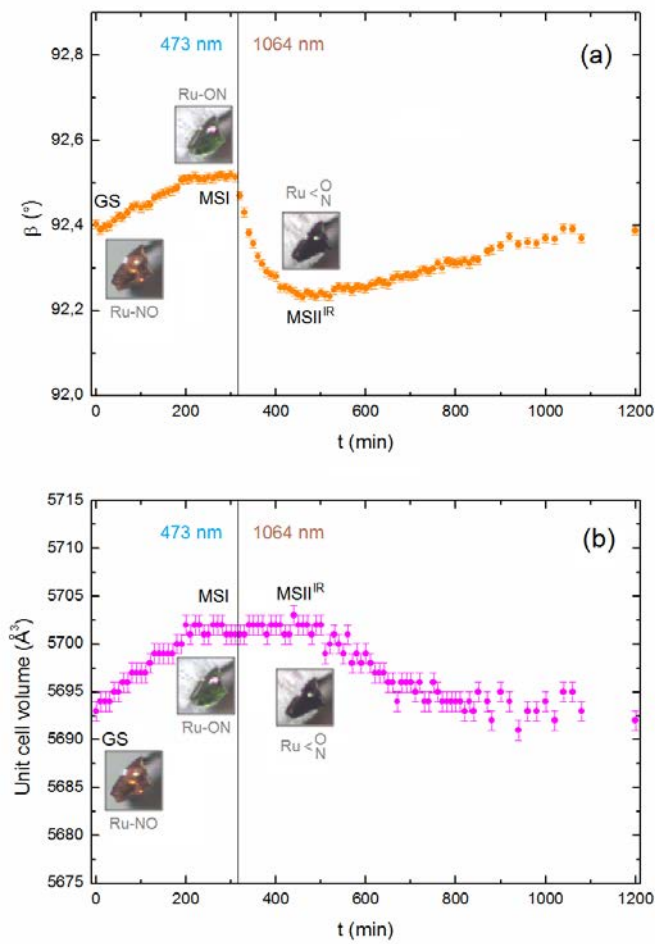 473 nm 1064 nm (a)
Ru-ON
GS
MSI
Ru< O N
Ru-NO
MSII^IR
β (°)
92,8
92,6
92,4
92,2
92,0
0 200 400 600 800 1000 1200
t (min)
473 nm 1064 nm (b)
MSI MSII^IR
Ru-ON
Ru< O N
GS
Ru-NO
Unit cell volume (Å³)
5715
5710
5705
5700
5695
5690
5685
5680
5675
0 200 400 600 800 1000 1200
t (min)